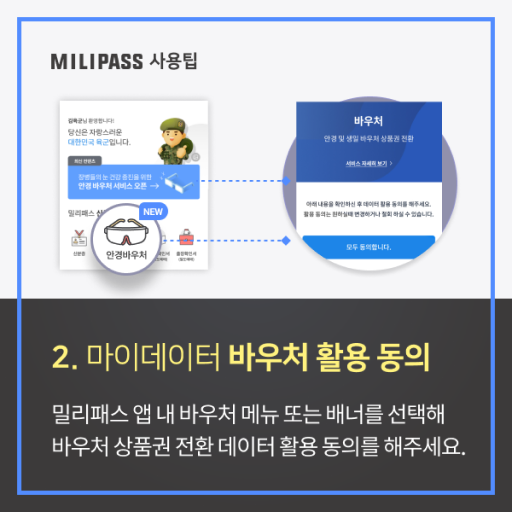 MILIPASS 사용팁
김육군님 환영합니다!
당신은 자랑스러운
대한민국 육군입니다.
최신 컨텐츠
장병들의 눈 건강 증진을 위한
안경 바우처 서비스 오픈 →
밀리패스
NEW
안경바우처
신분증
출장확인서
바우처
안경 및 생일 바우처 상품권 전환
서비스 자세히 보기 >
아래 내용을 확인하신 후 데이터 활용 동의를 해주세요.
활용 동의는 원하실때 변경하거나 철회 하실 수 있습니다.
모두 동의합니다.
2. 마이데이터 바우처 활용 동의
밀리패스 앱 내 바우처 메뉴 또는 배너를 선택해
바우처 상품권 전환 데이터 활용 동의를 해주세요.